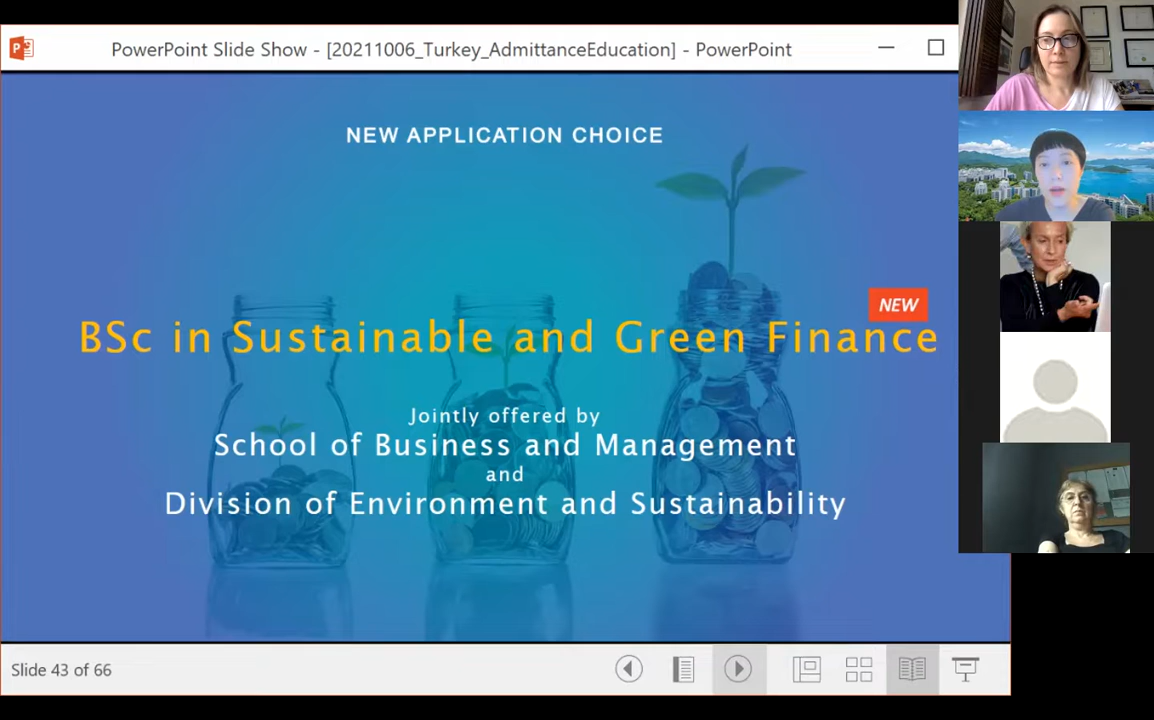 PowerPoint Slide Show - [20211006_Turkey_AdmittanceEducation] - PowerPoint
NEW APPLICATION CHOICE
NEW
BSc in Sustainable and Green Finance
Jointly offered by
School of Business and Management
and
Division of Environment and Sustainability
Slide 43 of 66